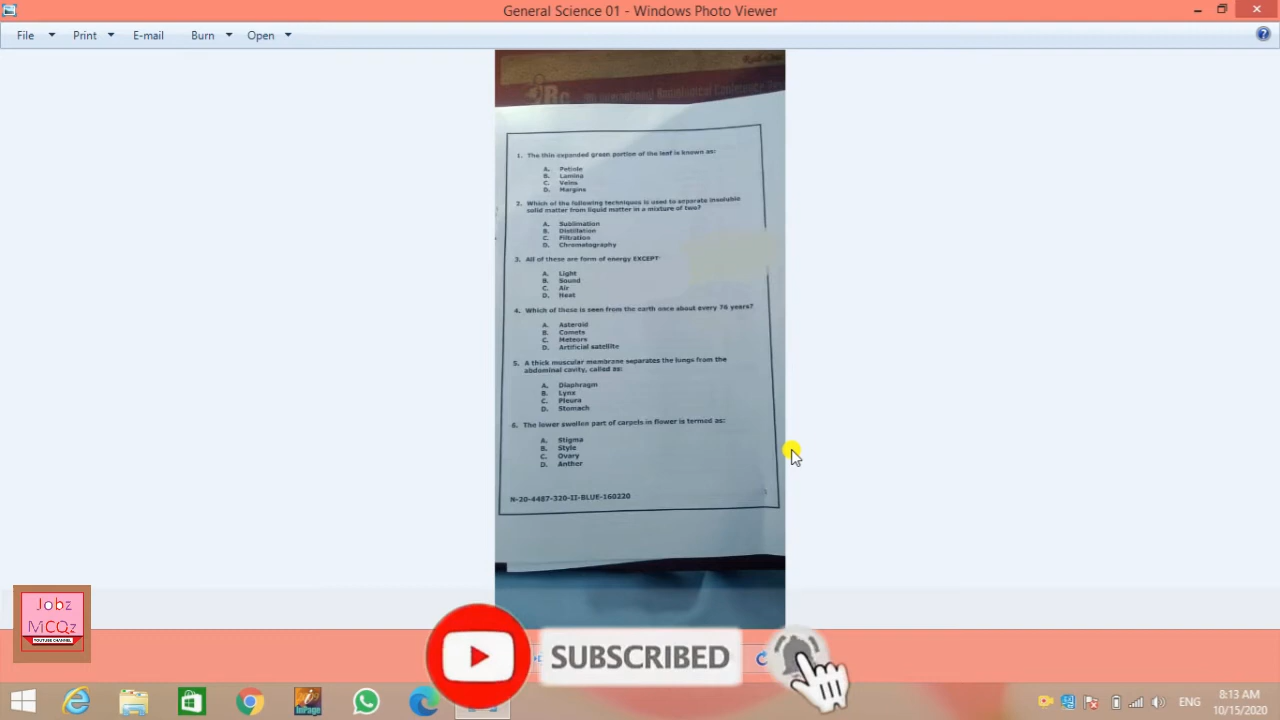 General Science 01 - Windows Photo Viewer
File Print E-mail Burn Open
1. The thin expanded green portion of the leaf is known as:
A. Petiole
B. Lamina
C. Veins
D. Margins
2. Which of the following techniques is used to separate insoluble
solid matter from liquid matter in a mixture of two?
A. Sublimation
B. Distillation
C. Filtration
D. Chromatography
3. All of these are form of energy EXCEPT
A. Light
B. Sound
C. Air
D. Heat
4. Which of these is seen from the earth once about every 76 years?
A. Asteroid
B. Comets
C. Meteors
D. Artificial satellite
5. A thick muscular membrane separates the lungs from the
abdominal cavity, called as:
A. Diaphragm
B. Lynx
C. Pleura
D. Stomach
6. The lower swollen part of carpels in flower is termed as:
A. Stigma
B. Style
C. Ovary
D. Anther
N-20-4487-320-II-BLUE-160220
Jobz
MCQz
YOUTUBE CHANNEL
SUBSCRIBED
InPage
ENG
8:13 AM
10/15/2020